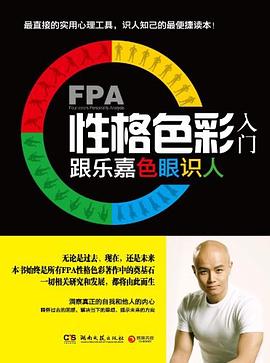 最直接的实用心理工具,识人知己的最便捷读本!
FPA
Four-colors Personality Analysis
性格色彩入门
跟乐嘉色眼识人
无论是过去、现在,还是未来
本书始终是所有FPA性格色彩著作中的奠基石
一切相关研究和发展,都将由此而生
洞察真正的自我和他人的内心
湖南文艺出版社 博集天卷